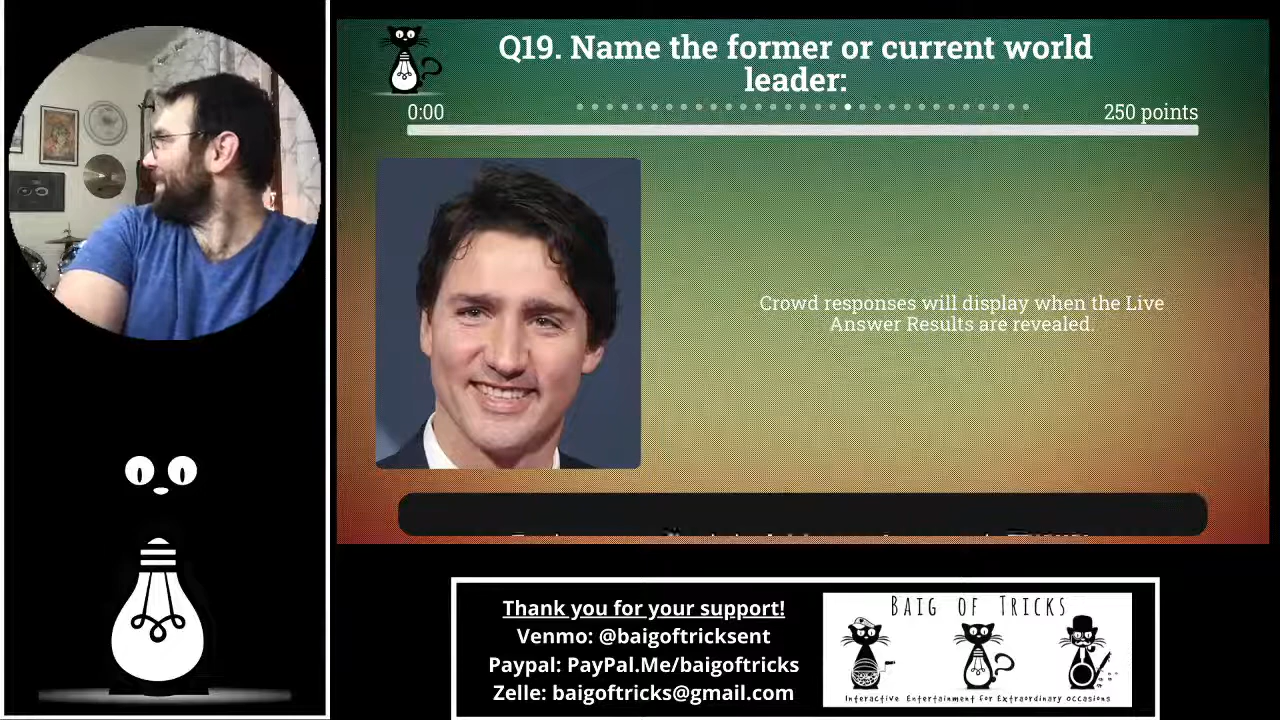 Q19. Name the former or current world
leader:
0:00
250 points
Crowd responses will display when the Live
Answer Results are revealed.
Thank you for your support!
Venmo: @baigoftricksent
Paypal: PayPal.Me/baigoftricks
Zelle: baigoftricks@gmail.com
BAIG OF TRICKS
Interactive Entertainment for Extraordinary occasions